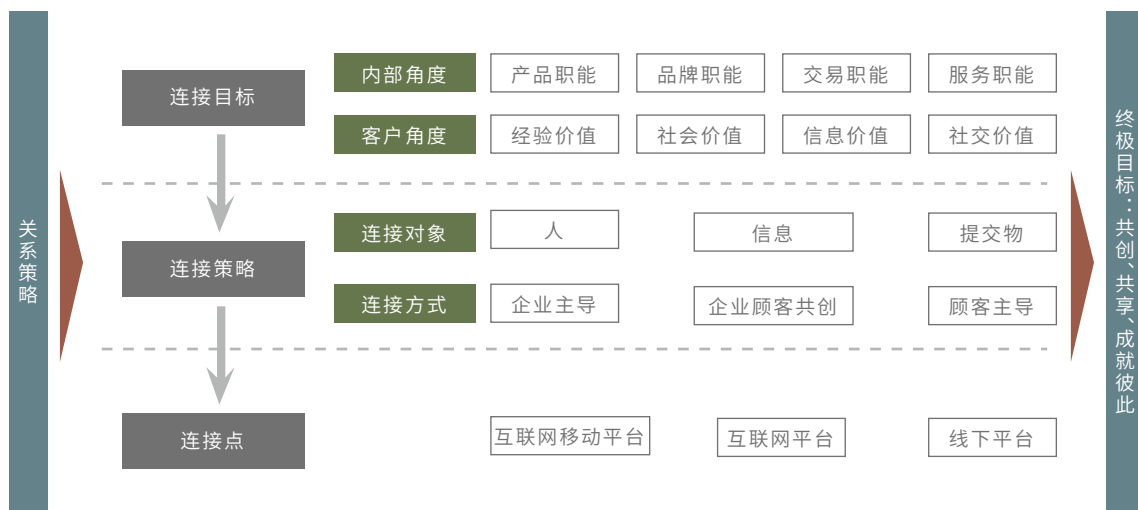 关系策略
连接目标
内部角度
产品职能
品牌职能
交易职能
服务职能
客户角度
经验价值
社会价值
信息价值
社交价值
连接策略
连接对象
人
信息
提交物
连接方式
企业主导
企业顾客共创
顾客主导
连接点
互联网移动平台
互联网平台
线下平台
终极目标：共创、共享、成就彼此